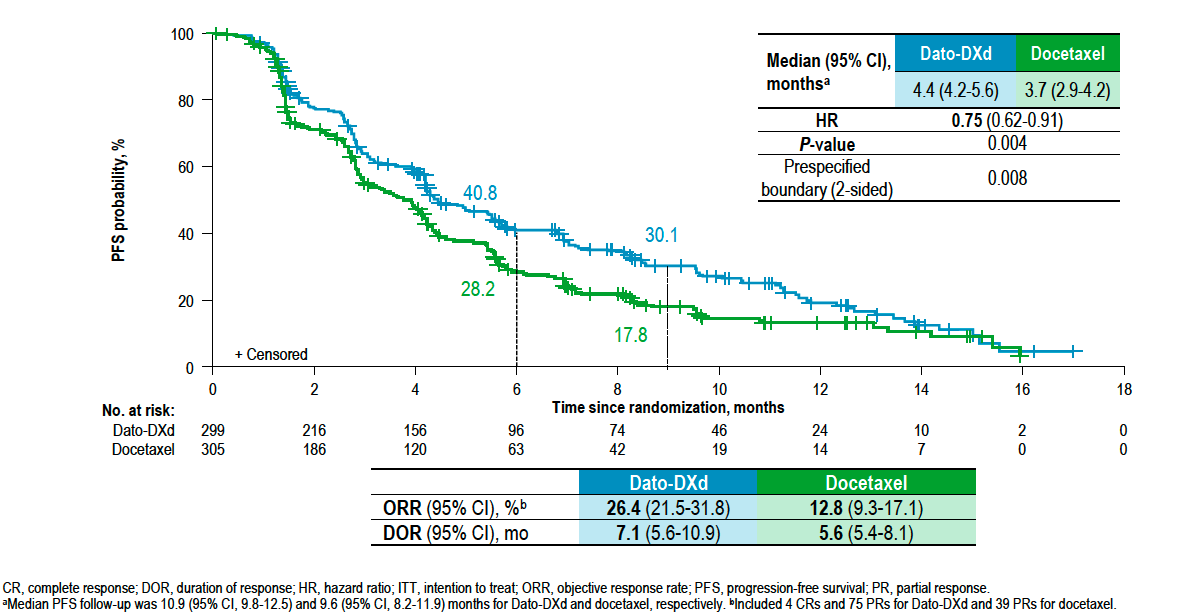 PFS probability, %
100
80
60
40
20
0
40.8
30.1
28.2
17.8
+ Censored
Median (95% CI), monthsᵃ
Dato-DXd Docetaxel
4.4 (4.2-5.6) 3.7 (2.9-4.2)
HR 0.75 (0.62-0.91)
P-value 0.004
Prespecified
boundary (2-sided) 0.008
0 2 4 6 8 10 12 14 16 18
Time since randomization, months
No. at risk:
Dato-DXd 299 216 156 96 74 46 24 10 2 0
Docetaxel 305 186 120 63 42 19 14 7 0 0
Dato-DXd Docetaxel
ORR (95% CI), %ᵇ 26.4 (21.5-31.8) 12.8 (9.3-17.1)
DOR (95% CI), mo 7.1 (5.6-10.9) 5.6 (5.4-8.1)
CR, complete response; DOR, duration of response; HR, hazard ratio; ITT, intention to treat; ORR, objective response rate; PFS, progression-free survival; PR, partial response.
ᵃMedian PFS follow-up was 10.9 (95% CI, 9.8-12.5) and 9.6 (95% CI, 8.2-11.9) months for Dato-DXd and docetaxel, respectively. ᵇIncluded 4 CRs and 75 PRs for Dato-DXd and 39 PRs for docetaxel.